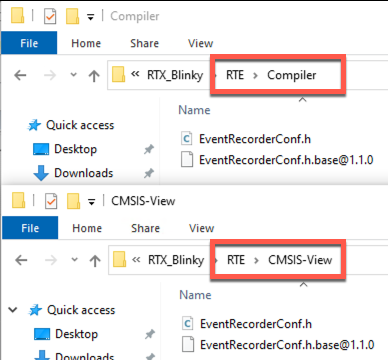 Compiler
File Home Share View
« RTX_Blinky > RTE > Compiler
Name
Quick access
EventRecorderConf.h
Desktop
EventRecorderConf.h.base@1.1.0
Downloads
CMSIS-View
File Home Share View
« RTX_Blinky > RTE > CMSIS-View
Name
Quick access
EventRecorderConf.h
Desktop
EventRecorderConf.h.base@1.1.0
Downloads